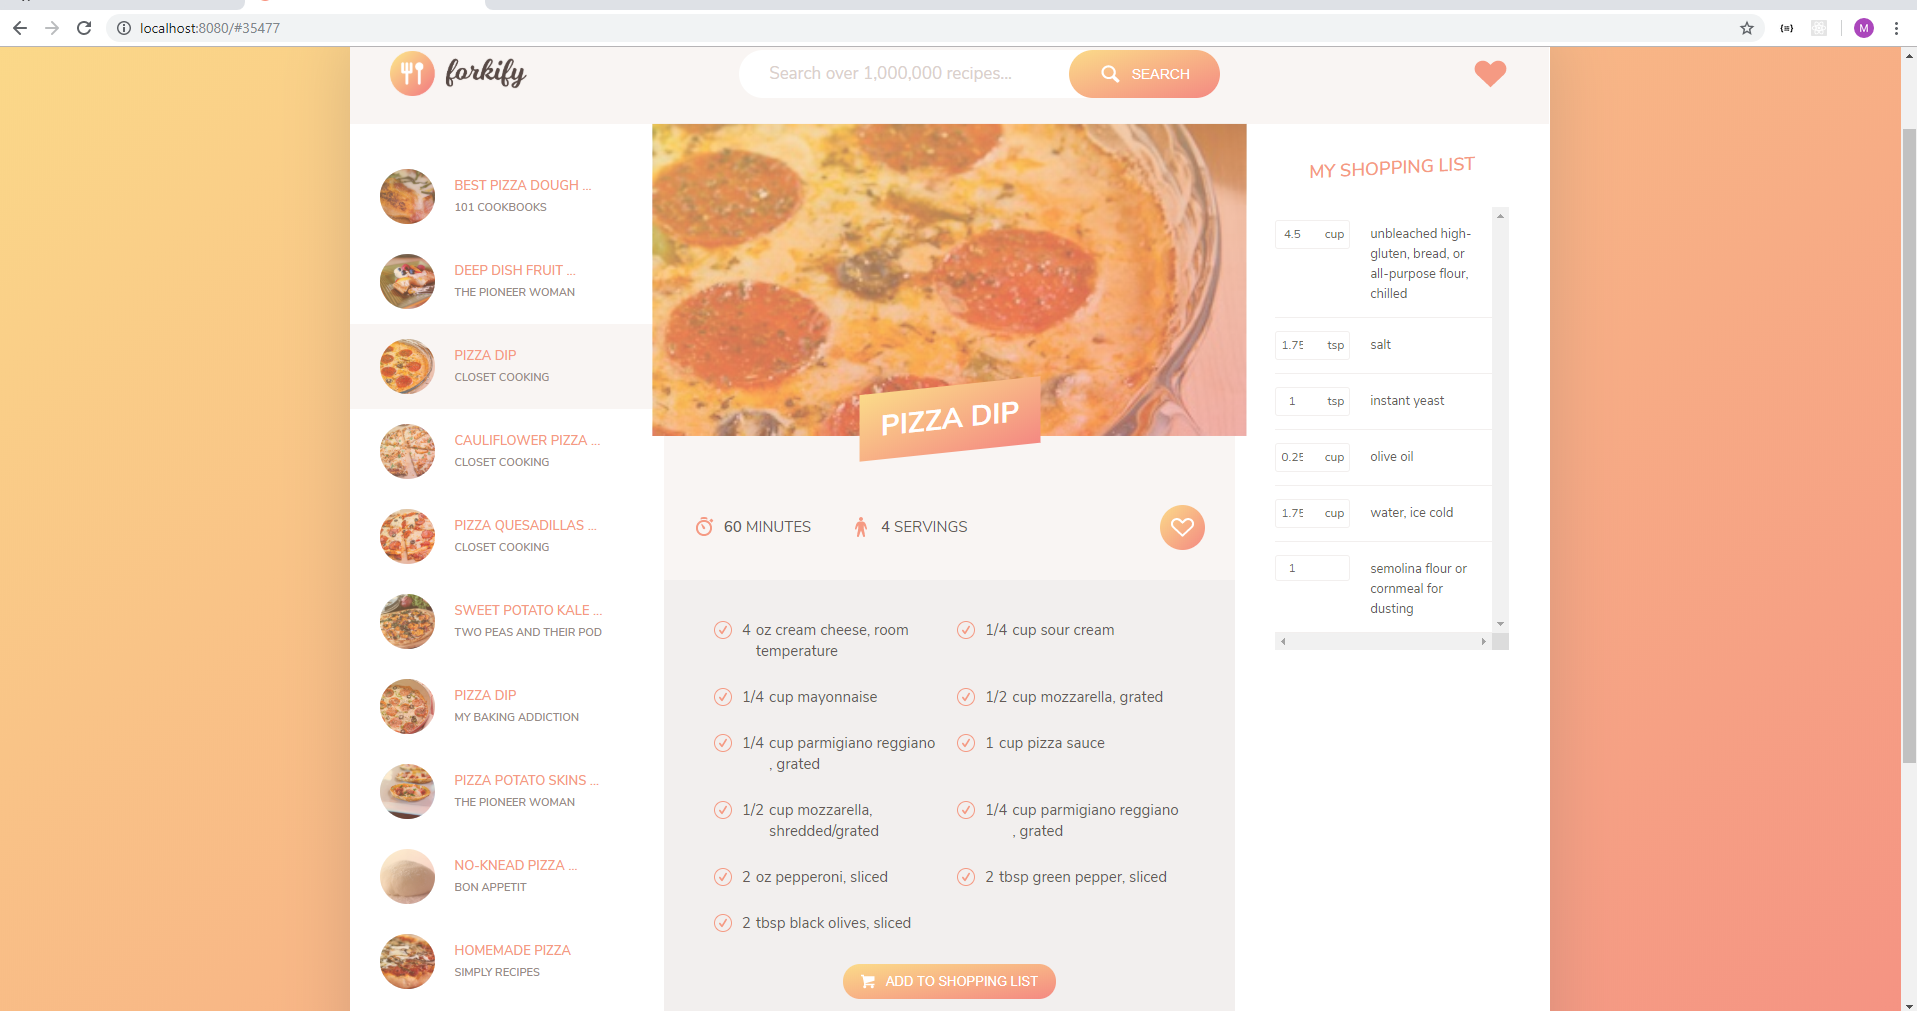 localhost:8080/#35477
M
forkify
Search over 1,000,000 recipes...
SEARCH
BEST PIZZA DOUGH ...
101 COOKBOOKS
DEEP DISH FRUIT ...
THE PIONEER WOMAN
PIZZA DIP
CLOSET COOKING
CAULIFLOWER PIZZA ...
CLOSET COOKING
PIZZA QUESADILLAS ...
CLOSET COOKING
SWEET POTATO KALE ...
TWO PEAS AND THEIR POD
PIZZA DIP
MY BAKING ADDICTION
PIZZA POTATO SKINS ...
THE PIONEER WOMAN
NO-KNEAD PIZZA ...
BON APPETIT
HOMEMADE PIZZA
SIMPLY RECIPES
PIZZA DIP
60 MINUTES
4 SERVINGS
4 oz cream cheese, room
temperature
1/4 cup sour cream
1/4 cup mayonnaise
1/2 cup mozzarella, grated
1/4 cup parmigiano reggiano
, grated
1 cup pizza sauce
1/2 cup mozzarella,
shredded/grated
1/4 cup parmigiano reggiano
, grated
2 oz pepperoni, sliced
2 tbsp green pepper, sliced
2 tbsp black olives, sliced
ADD TO SHOPPING LIST
MY SHOPPING LIST
4.5 cup unbleached high-
gluten, bread, or
all-purpose flour,
chilled
1.75 tsp salt
1 tsp instant yeast
0.25 cup olive oil
1.75 cup water, ice cold
1 semolina flour or
cornmeal for
dusting